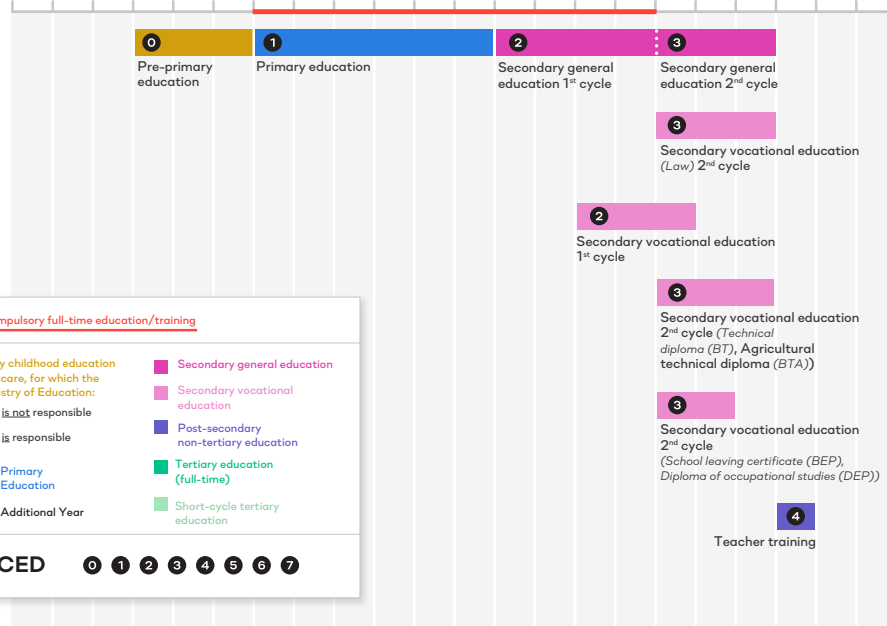 0
1
2
3
Pre-primary
education
Primary education
Secondary general
education 1st cycle
Secondary general
education 2nd cycle
3
Secondary vocational education
(Law) 2nd cycle
2
Secondary vocational education
1st cycle
3
Secondary vocational education
2nd cycle (Technical
diploma (BT), Agricultural
technical diploma (BTA))
3
Secondary vocational education
2nd cycle
(School leaving certificate (BEP),
Diploma of occupational studies (DEP))
4
Teacher training
mpulsory full-time education/training
y childhood education
care, for which the
stry of Education:
is not responsible
is responsible
Primary
Education
Additional Year
Secondary general education
Secondary vocational
education
Post-secondary
non-tertiary education
Tertiary education
(full-time)
Short-cycle tertiary
education
CED 0 1 2 3 4 5 6 7